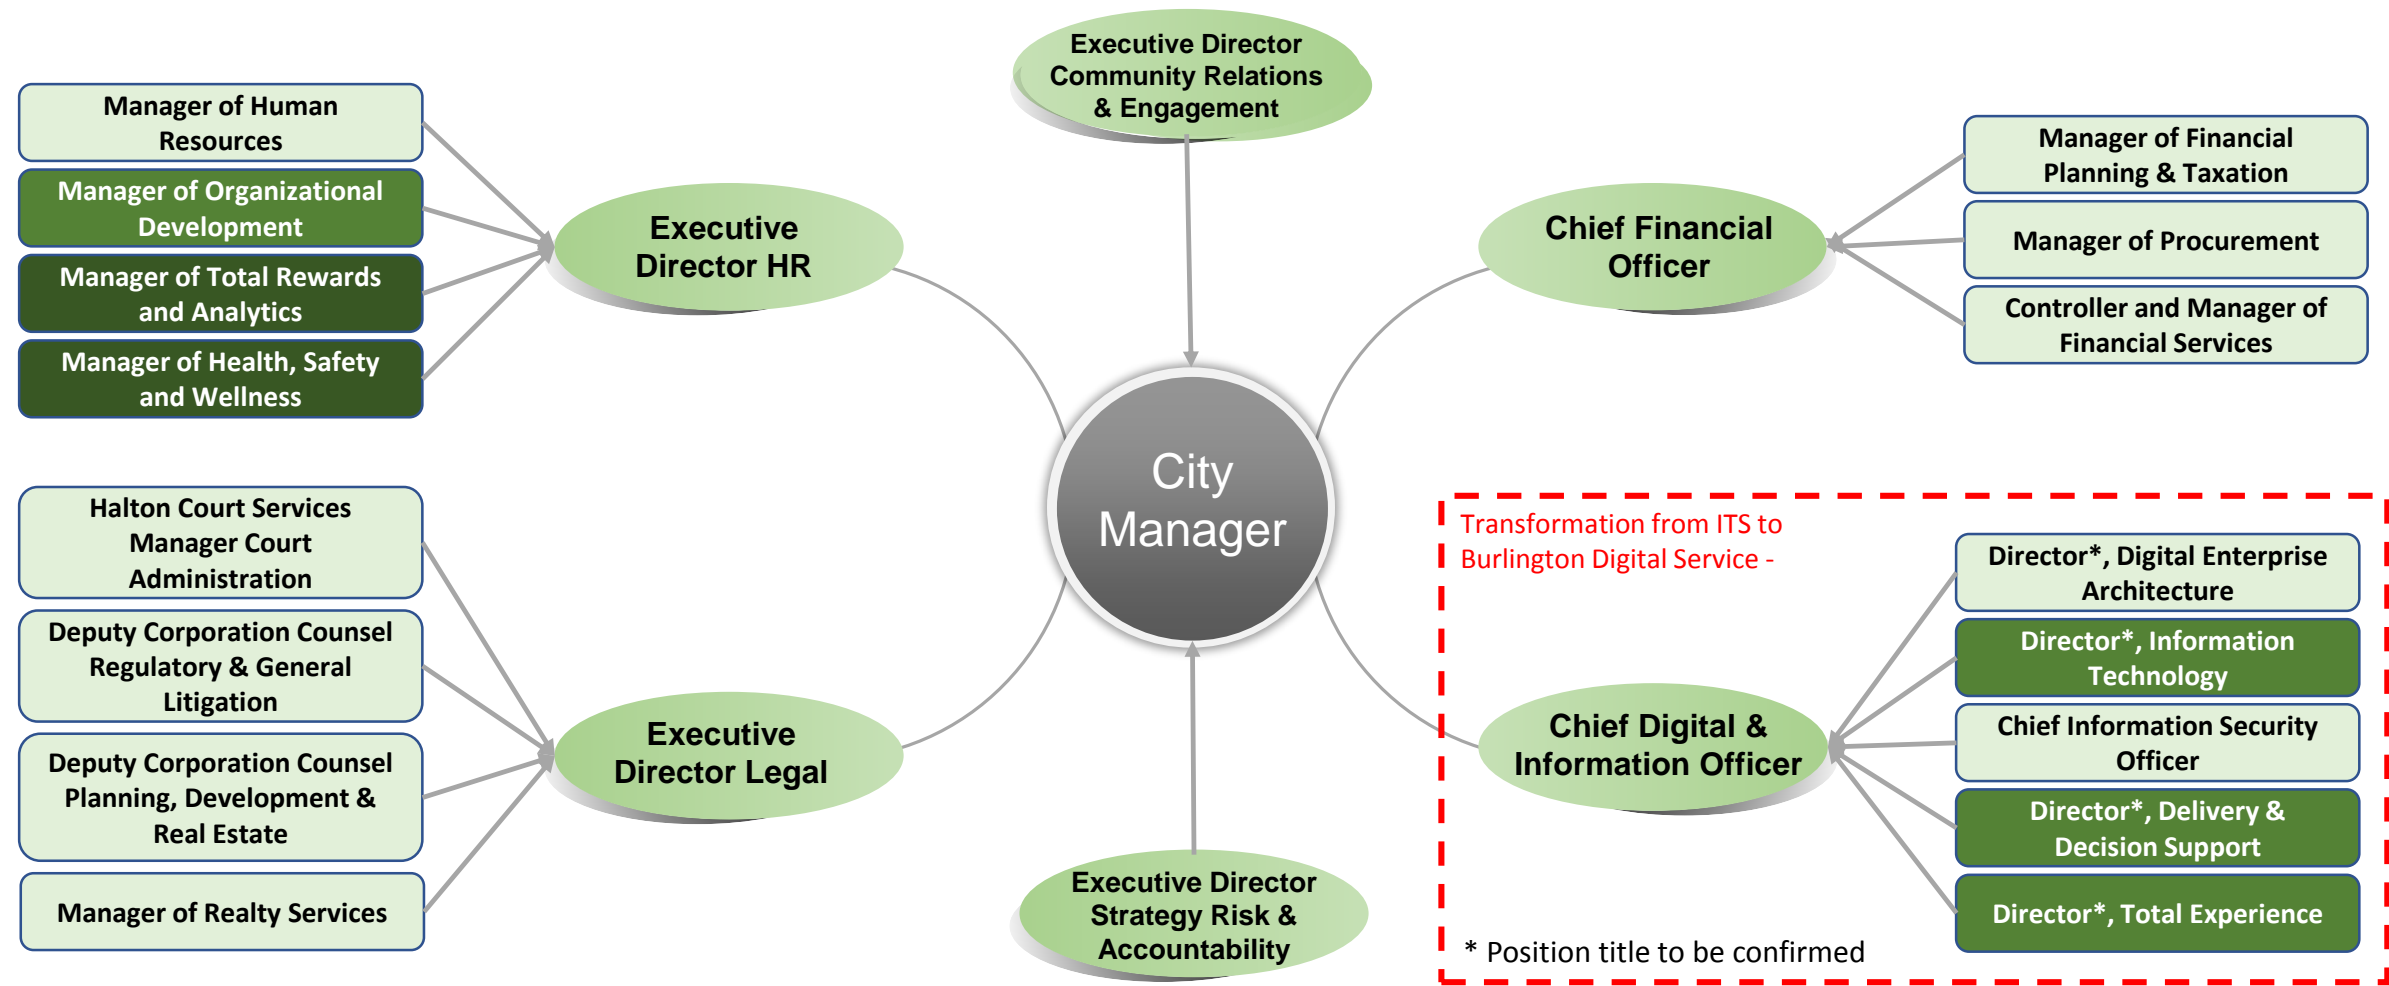 Executive Director
Community Relations
& Engagement
Manager of Human
Resources
Manager of Organizational
Development
Manager of Total Rewards
and Analytics
Manager of Health, Safety
and Wellness
Executive
Director HR
Chief Financial
Officer
Manager of Financial
Planning & Taxation
Manager of Procurement
Controller and Manager of
Financial Services
City
Manager
Halton Court Services
Manager Court
Administration
Deputy Corporation Counsel
Regulatory & General
Litigation
Deputy Corporation Counsel
Planning, Development &
Real Estate
Manager of Realty Services
Executive
Director Legal
Executive Director
Strategy Risk &
Accountability
Transformation from ITS to
Burlington Digital Service -
Chief Digital &
Information Officer
Director*, Digital Enterprise
Architecture
Director*, Information
Technology
Chief Information Security
Officer
Director*, Delivery &
Decision Support
Director*, Total Experience
* Position title to be confirmed